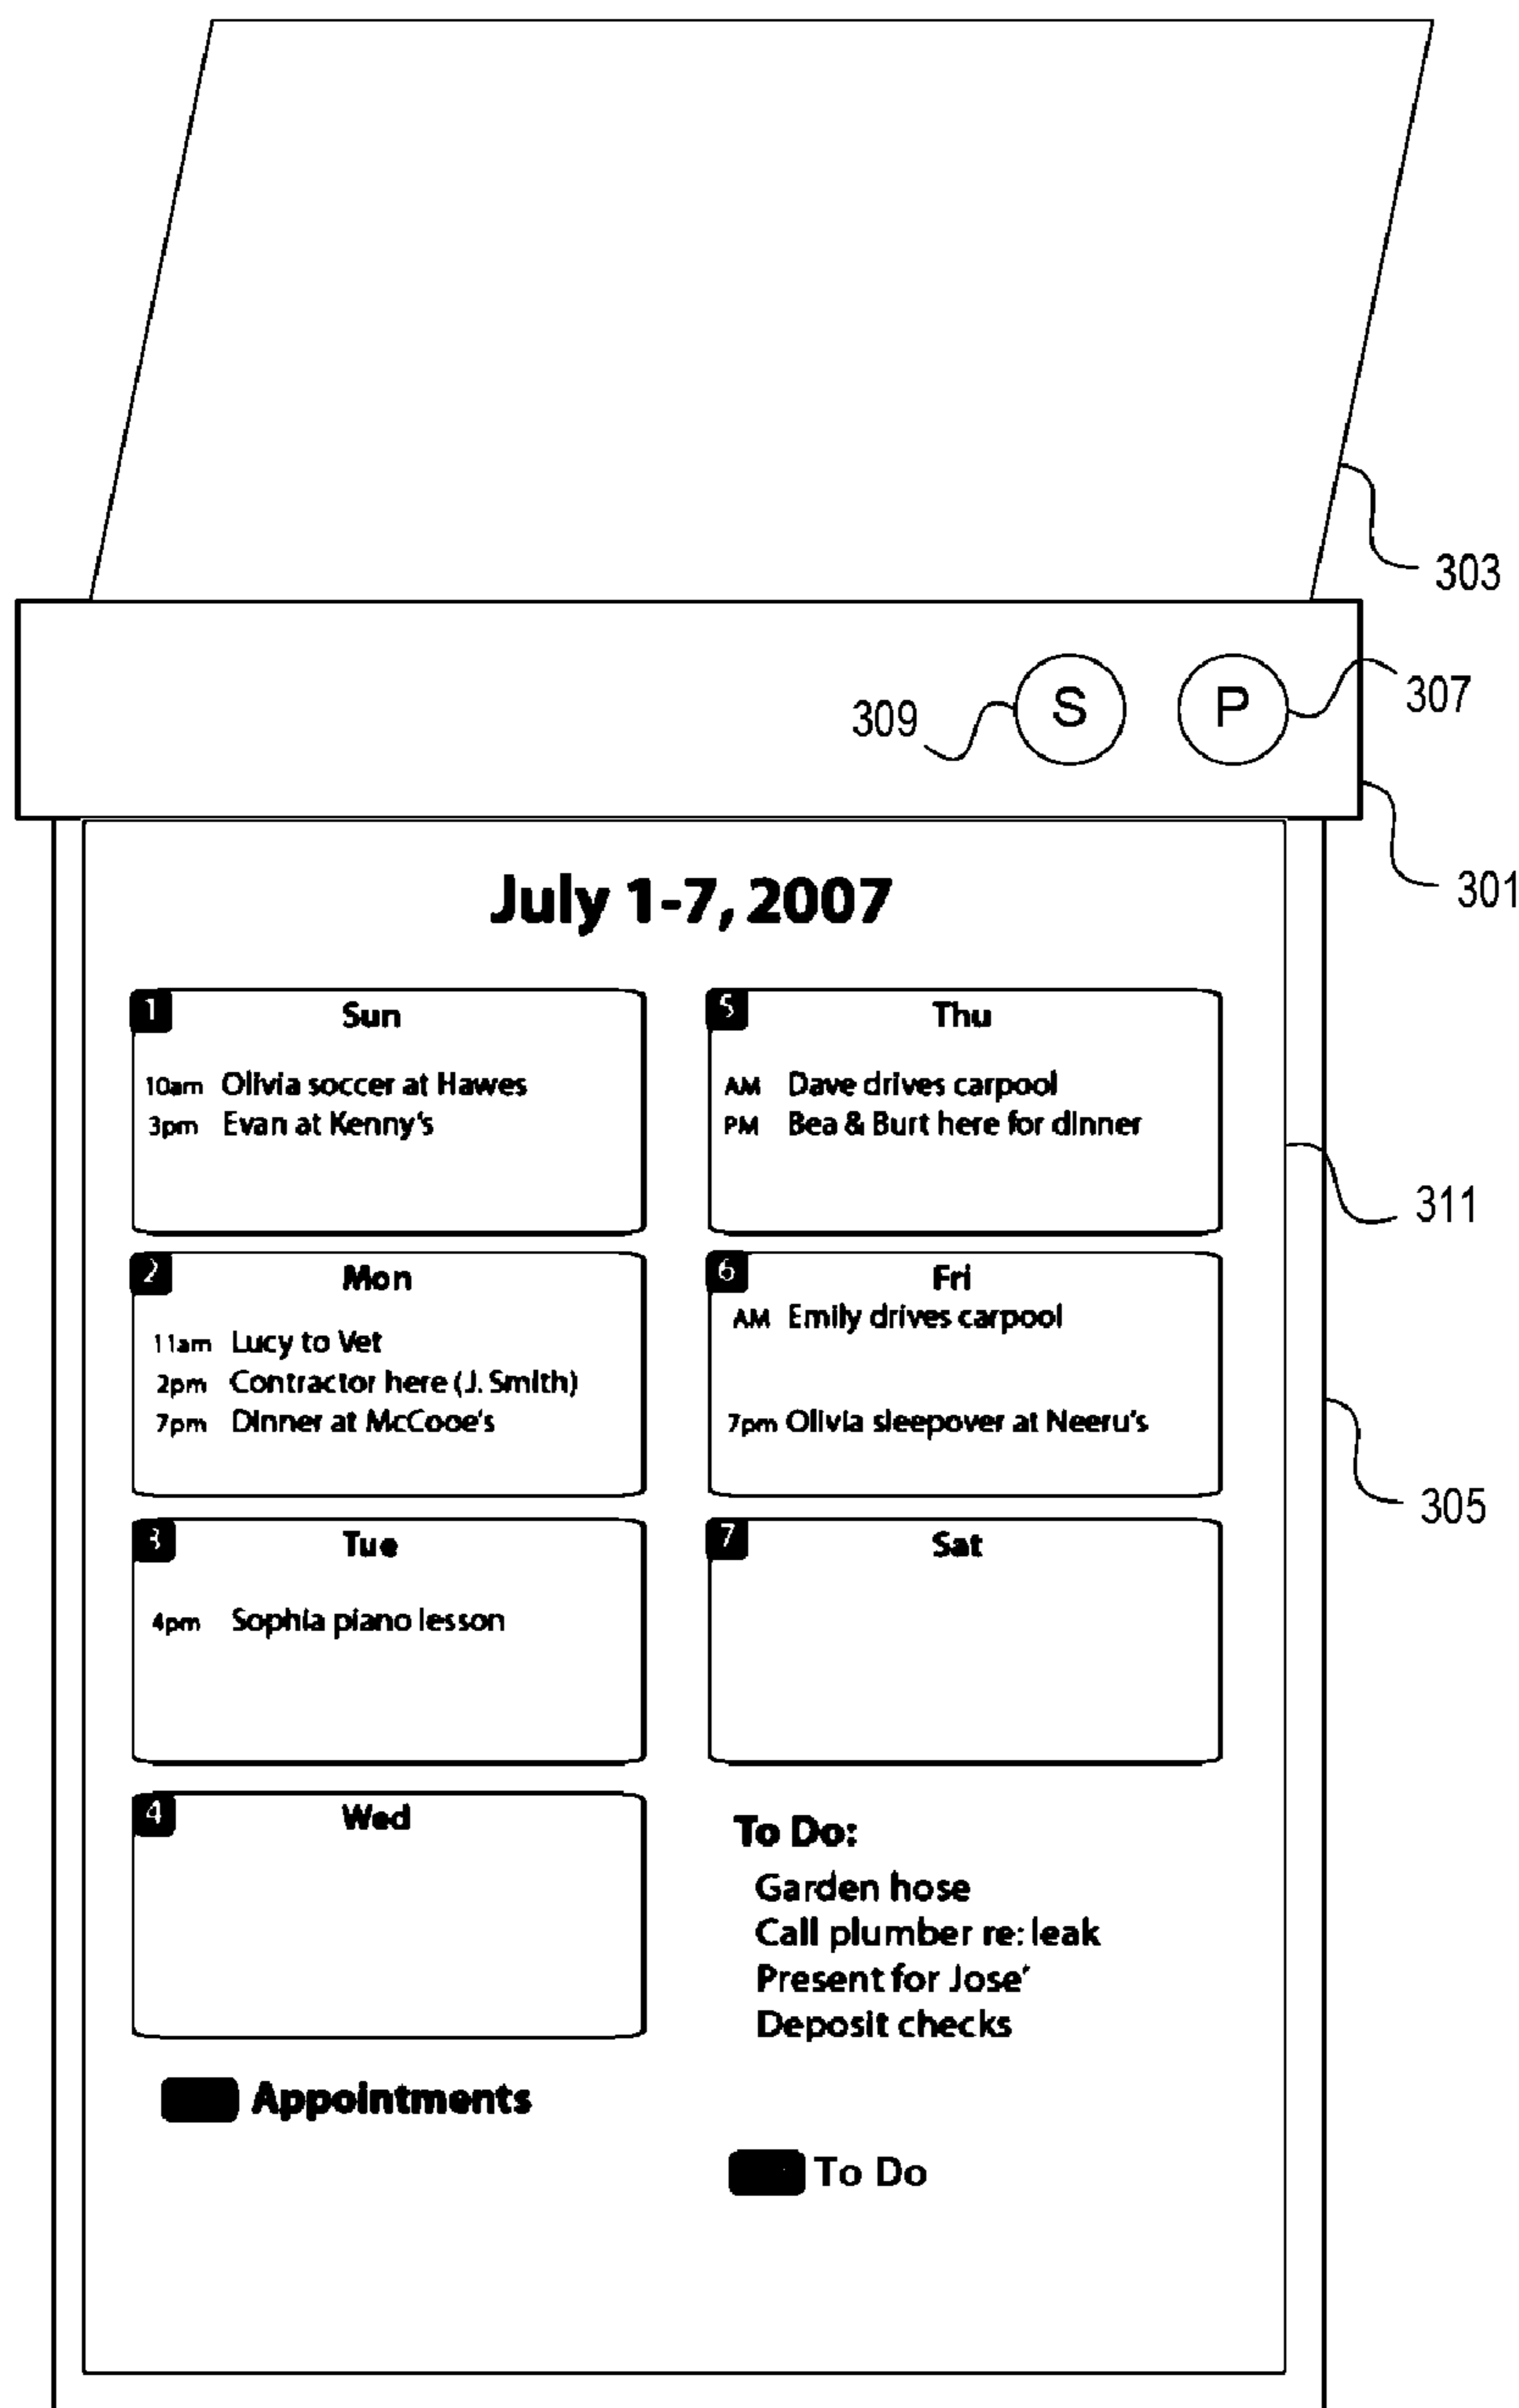 303
S
P
307
309
301
July 1-7, 2007
1
Sun
10am Olivia soccer at Hawes
3pm Evan at Kenny's
2
Mon
11am Lucy to Vet
2pm Contractor here (J. Smith)
7pm Dinner at McCooe's
3
Tue
4pm Sophia piano lesson
4
Wed
5
Thu
AM Dave drives carpool
PM Bea & Burt here for dinner
6
Fri
AM Emily drives carpool
7pm Olivia sleepover at Neeru's
7
Sat
To Do:
Garden hose
Call plumber re: leak
Present for Jose'
Deposit checks
Appointments
To Do
311
305